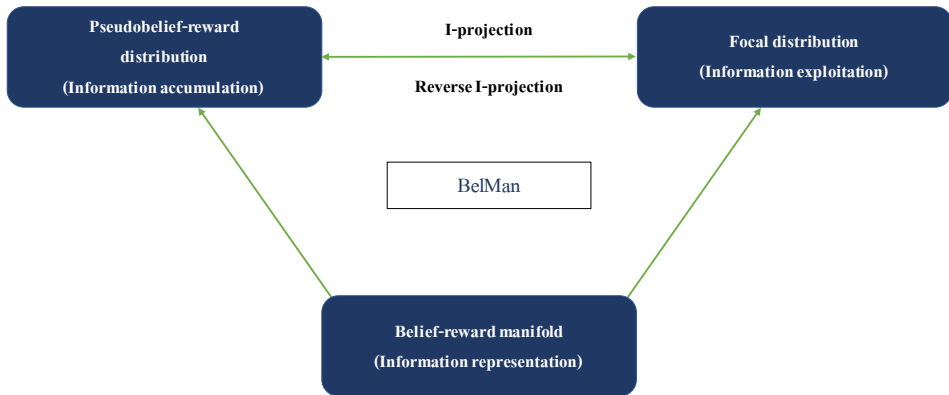 Pseudobelief-reward
distribution
(Information accumulation)
I-projection
Reverse I-projection
Focal distribution
(Information exploitation)
BelMan
Belief-reward manifold
(Information representation)